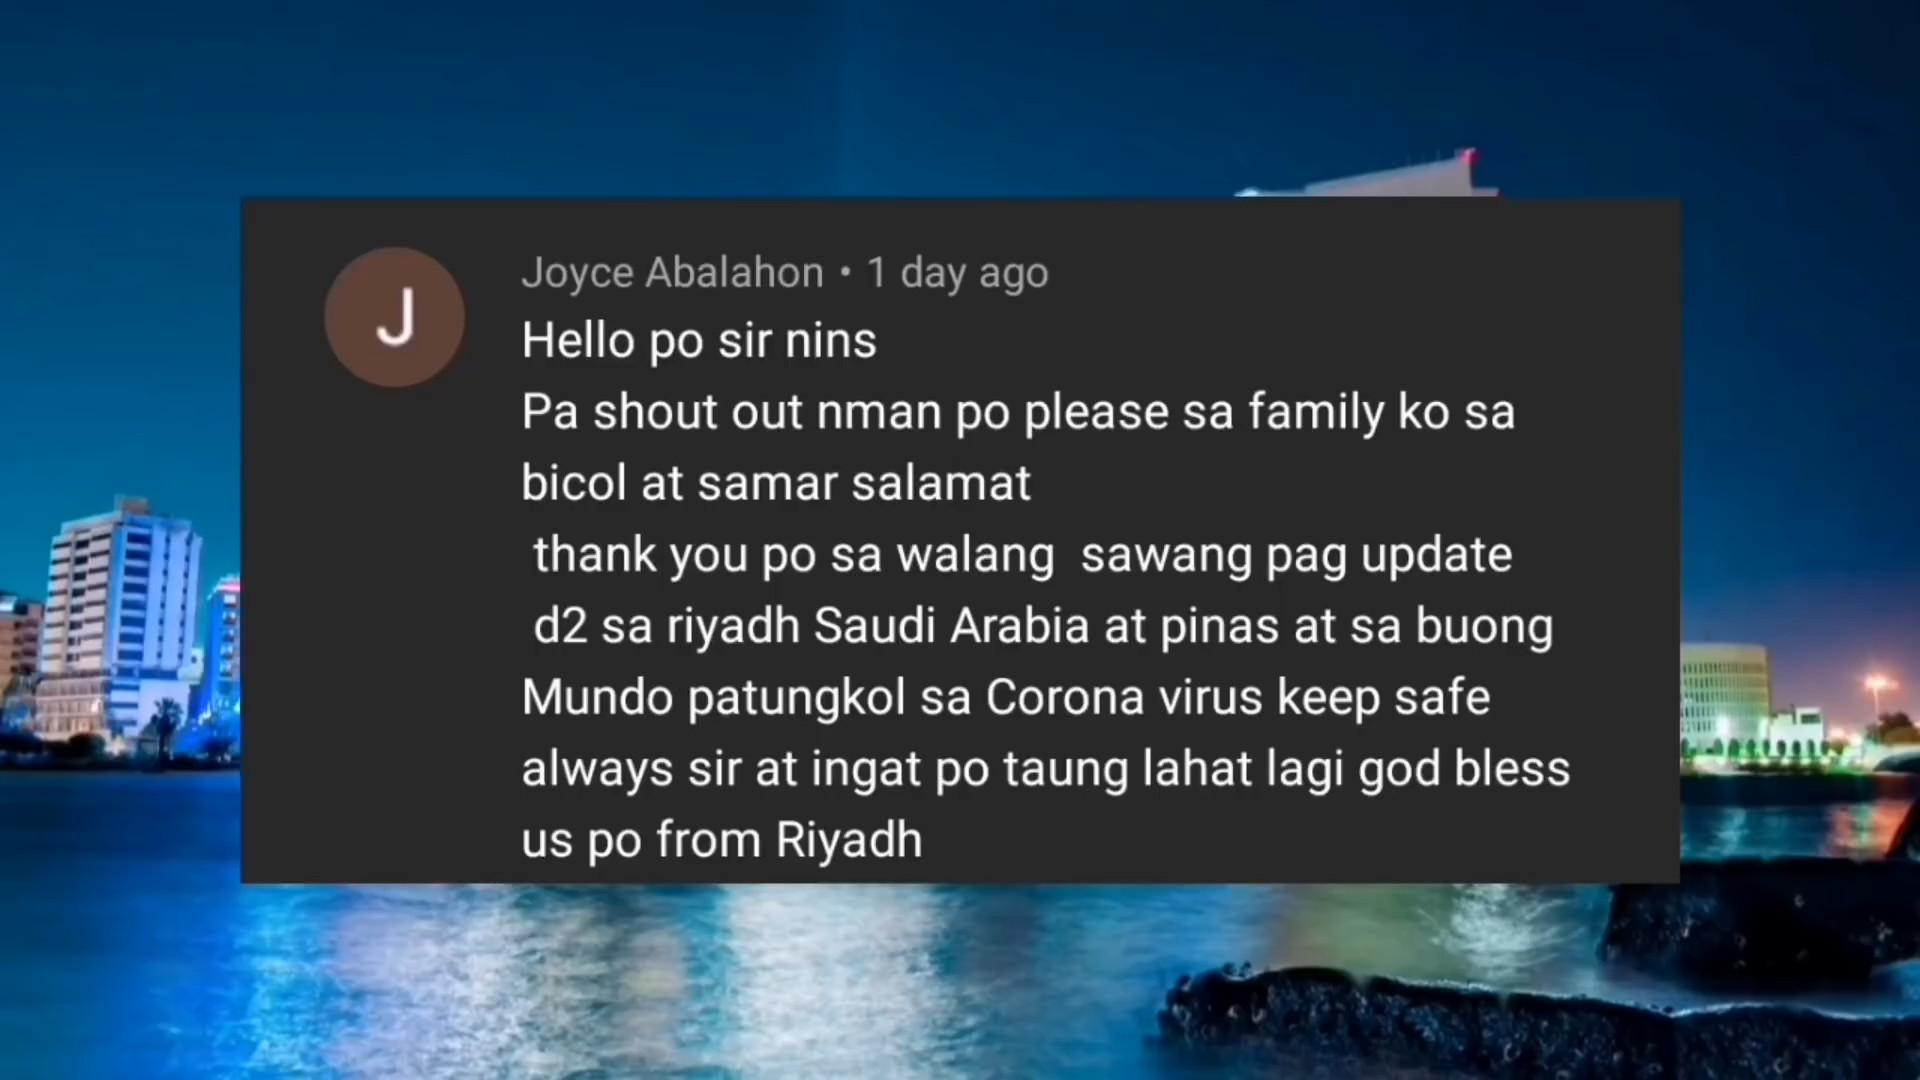 J
Joyce Abalahon • 1 day ago
Hello po sir nins
Pa shout out nman po please sa family ko sa
bicol at samar salamat
thank you po sa walang  sawang pag update
d2 sa riyadh Saudi Arabia at pinas at sa buong
Mundo patungkol sa Corona virus keep safe
always sir at ingat po taung lahat lagi god bless
us po from Riyadh